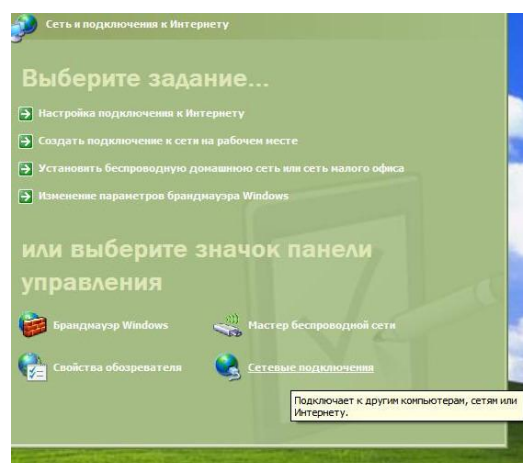 Сеть и подключения к Интернету
Выберите задание...
Настройка подключения к Интернету
Создать подключение к сети на рабочем месте
Установить беспроводную домашнюю сеть или сеть малого офиса
Изменение параметров брандмауэра Windows
или выберите значок панели
управления
Брандмауэр Windows
Мастер беспроводной сети
Свойства обозревателя
Сетевые подключения
Подключает к другим компьютерам, сетям или
Интернету.